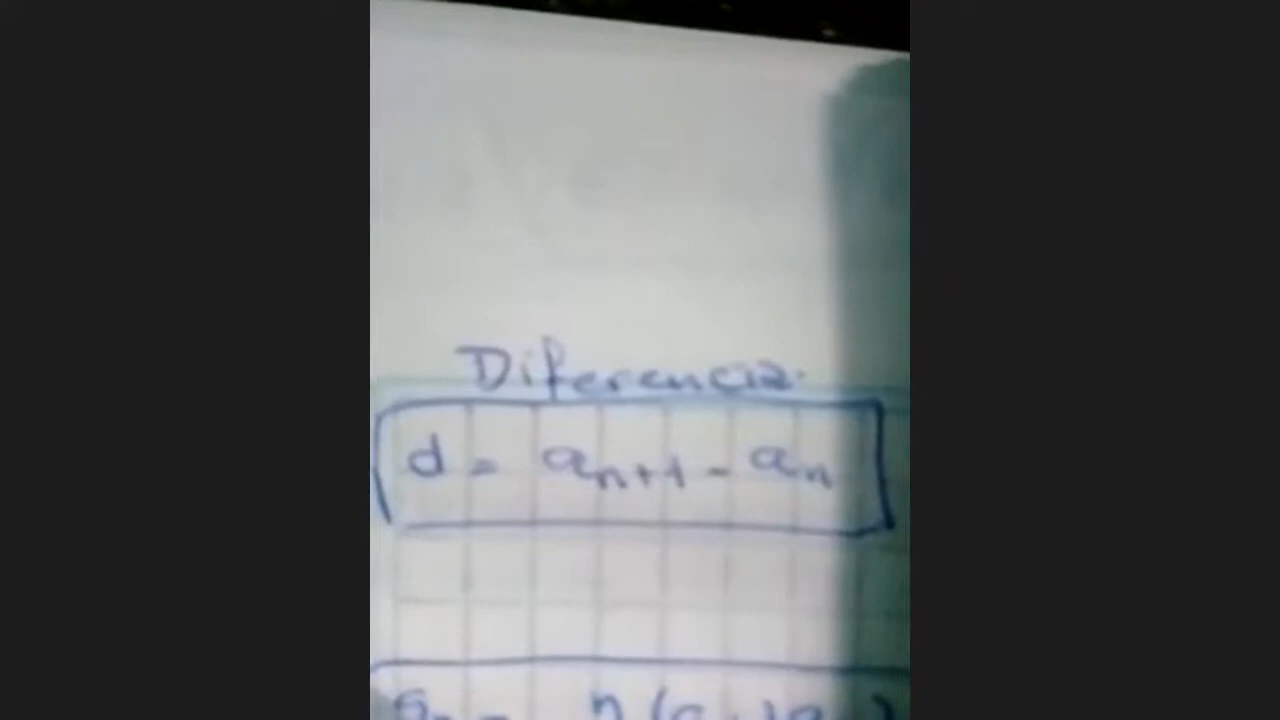 Diferencia.
d = aₙ₊₁ - aₙ